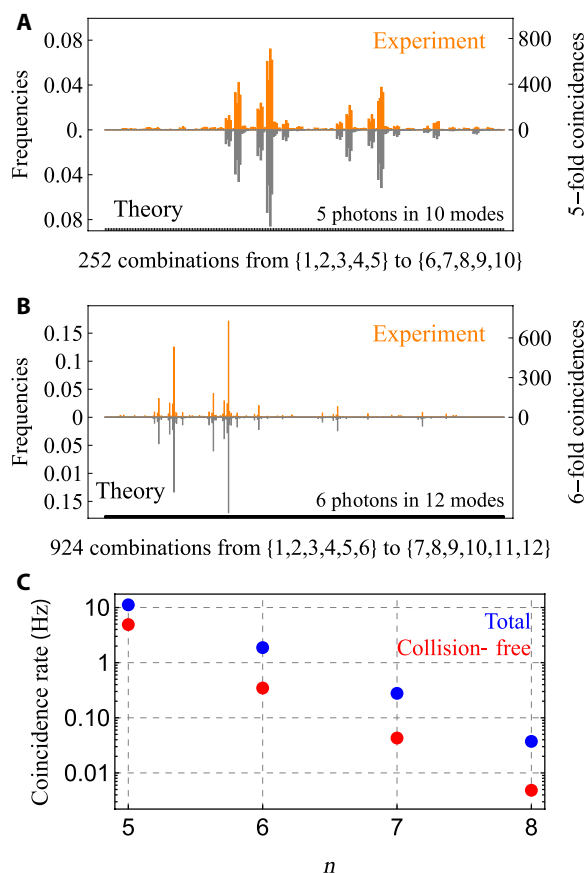 A
0.08
0.04
0.
0.04
0.08
Frequencies
Experiment
Theory
5 photons in 10 modes
800
400
0
5−fold coincidences
252 combinations from {1,2,3,4,5} to {6,7,8,9,10}
B
0.15
0.1
0.05
0.
0.05
0.01
0.15
Frequencies
Experiment
Theory
6 photons in 12 modes
600
300
0
6−fold coincidences
924 combinations from {1,2,3,4,5,6} to {7,8,9,10,11,12}
C
Coincidence rate (Hz)
10
1
0.10
0.01
Total
Collision- free
5 6 7 8
n